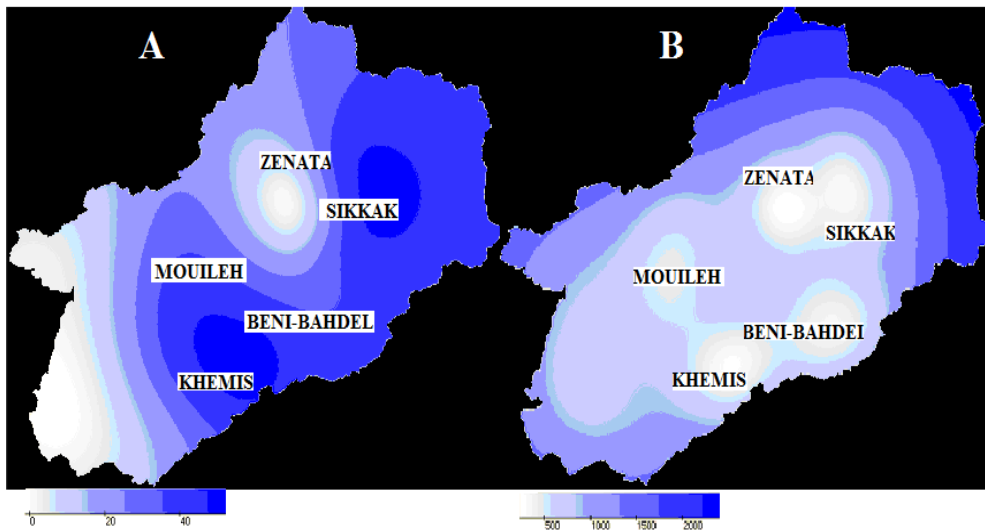 A
ZENATA
SIKKAK
MOUILEH
BENI-BAHDEL
KHEMIS
0 20 40
B
ZENATA
SIKKAK
MOUILEH
BENI-BAHDEI
KHEMIS
500 1000 1500 2000